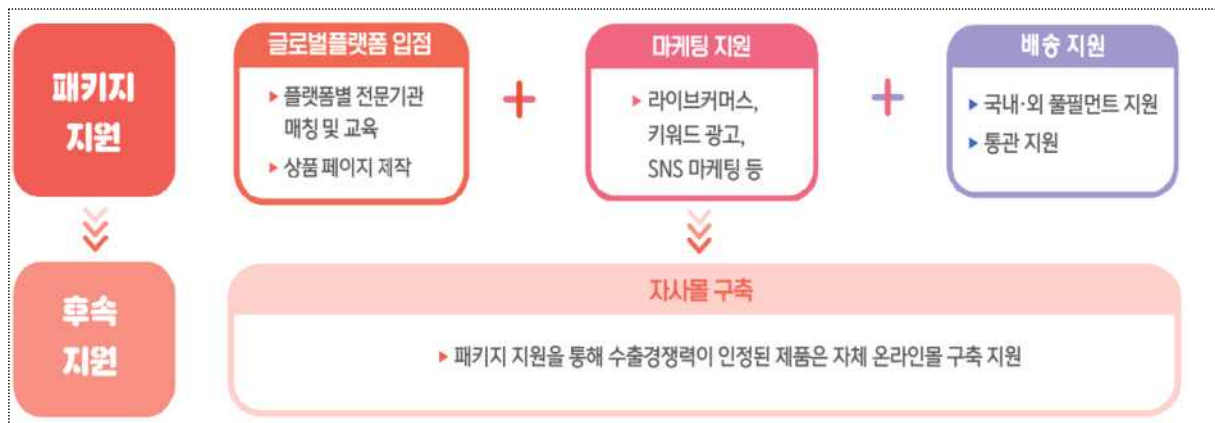 패키지
지원
글로벌플랫폼 입점
▸ 플랫폼별 전문기관
매칭 및 교육
▸ 상품 페이지 제작
+
마케팅 지원
▸ 라이브커머스,
키워드 광고,
SNS 마케팅 등
+
배송 지원
▸ 국내·외 풀필먼트 지원
▸ 통관 지원
후속
지원
자사몰 구축
▸ 패키지 지원을 통해 수출경쟁력이 인정된 제품은 자체 온라인몰 구축 지원